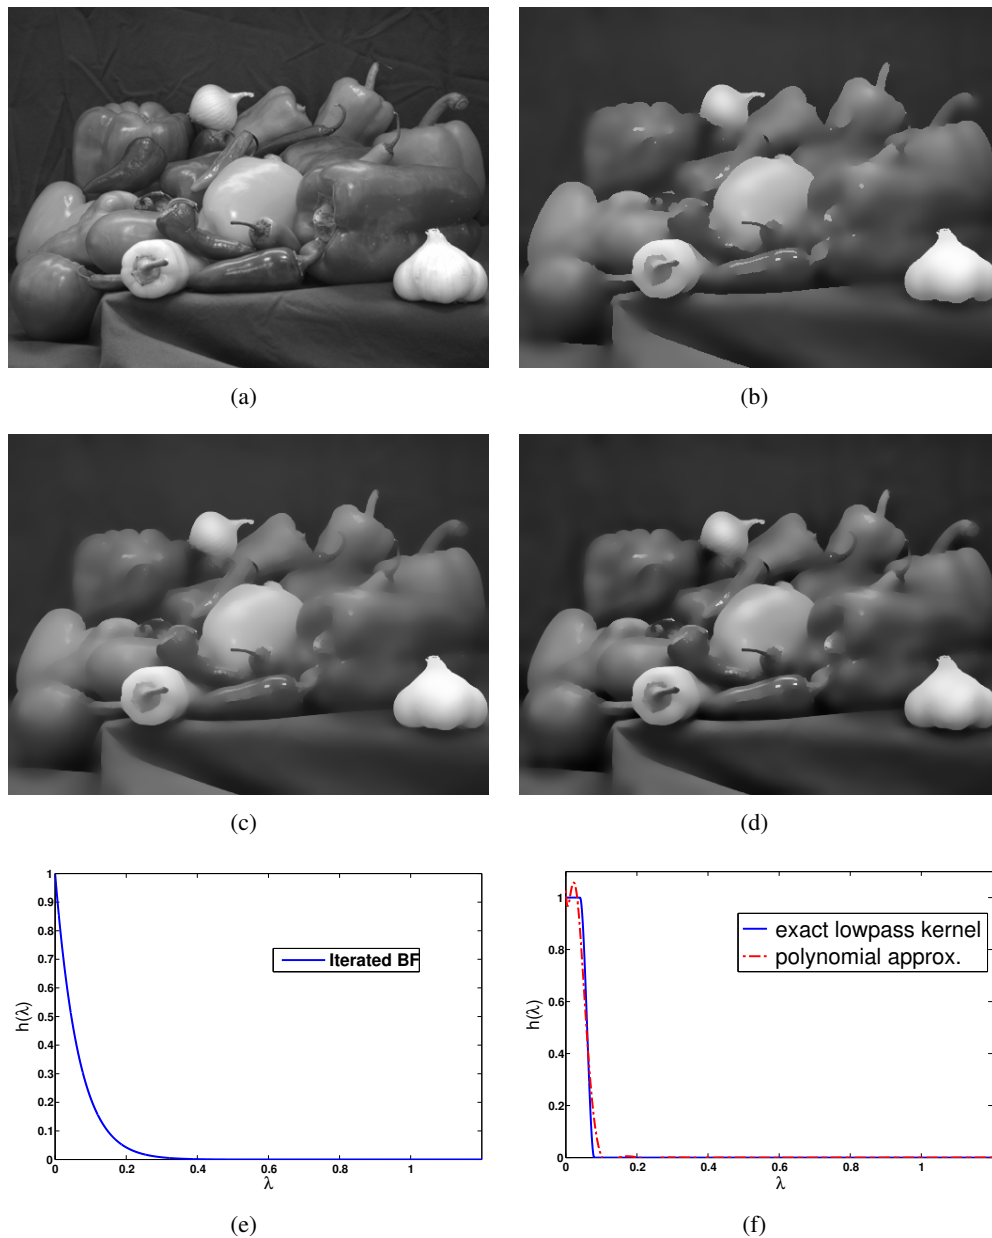 (a)
(b)
(c)
(d)
1
0.9
0.8
0.7
0.6
0.5
0.4
0.3
0.2
0.1
0
h(λ)
Iterated BF
0 0.2 0.4 0.6 0.8 1
λ
(e)
1
0.8
0.6
0.4
0.2
0
h(λ)
exact lowpass kernel
polynomial approx.
0 0.2 0.4 0.6 0.8 1
λ
(f)